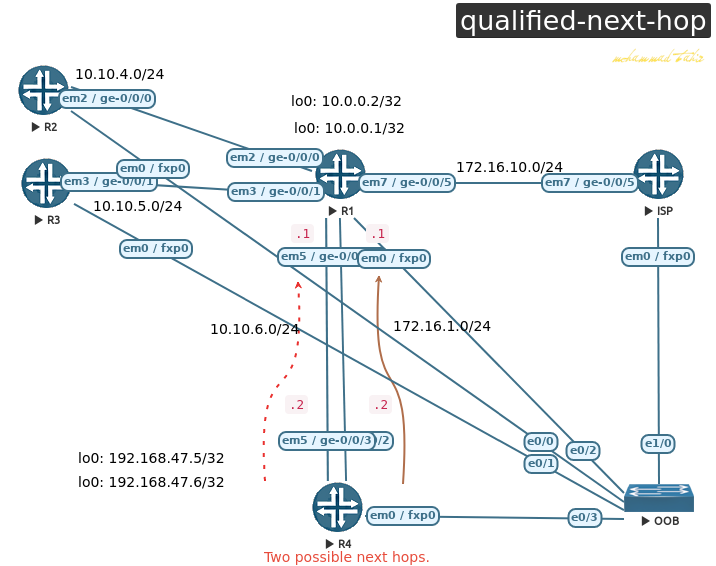 qualified-next-hop
mohammad tahir
10.10.4.0/24
em2 / ge-0/0/0
R2
lo0: 10.0.0.2/32
lo0: 10.0.0.1/32
em2 / ge-0/0/0
em0 / fxp0
em3 / ge-0/0/1
R3
10.10.5.0/24
em3 / ge-0/0/1
R1
172.16.10.0/24
em7 / ge-0/0/5
em7 / ge-0/0/5
ISP
em0 / fxp0
.1
.1
em5 / ge-0/0
em0 / fxp0
em0 / fxp0
10.10.6.0/24
172.16.1.0/24
.2
.2
em5 / ge-0/0/3
/2
e0/0
e0/2
e0/1
e1/0
lo0: 192.168.47.5/32
lo0: 192.168.47.6/32
em0 / fxp0
R4
e0/3
OOB
Two possible next hops.